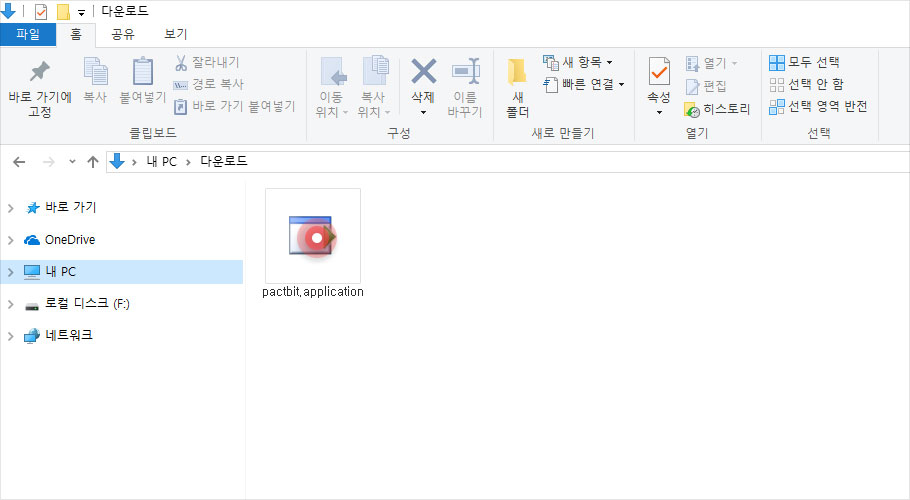 다운로드
파일 홈 공유 보기
바로 가기에
고정
복사
붙여넣기
잘라내기
경로 복사
바로 가기 붙여넣기
클립보드
이동
위치
복사
위치
삭제
이름
바꾸기
구성
새
폴더
새 항목
빠른 연결
새로 만들기
속성
열기
편집
히스토리
열기
모두 선택
선택 안 함
선택 영역 반전
선택
내 PC 다운로드
바로 가기
OneDrive
내 PC
로컬 디스크 (F:)
네트워크
pactbit.application